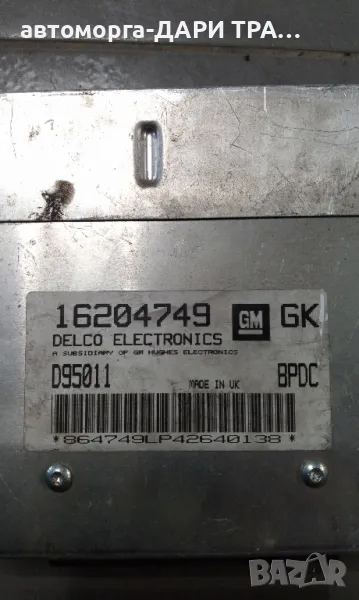 автоморга-ДАРИ ТРА...
16204749 GM GK
DELCO ELECTRONICS
A SUBSIDIARY OF GM HUGHES ELECTRONICS
D95011 MADE IN UK BPDC
*864749LP42640138*
BAZAR